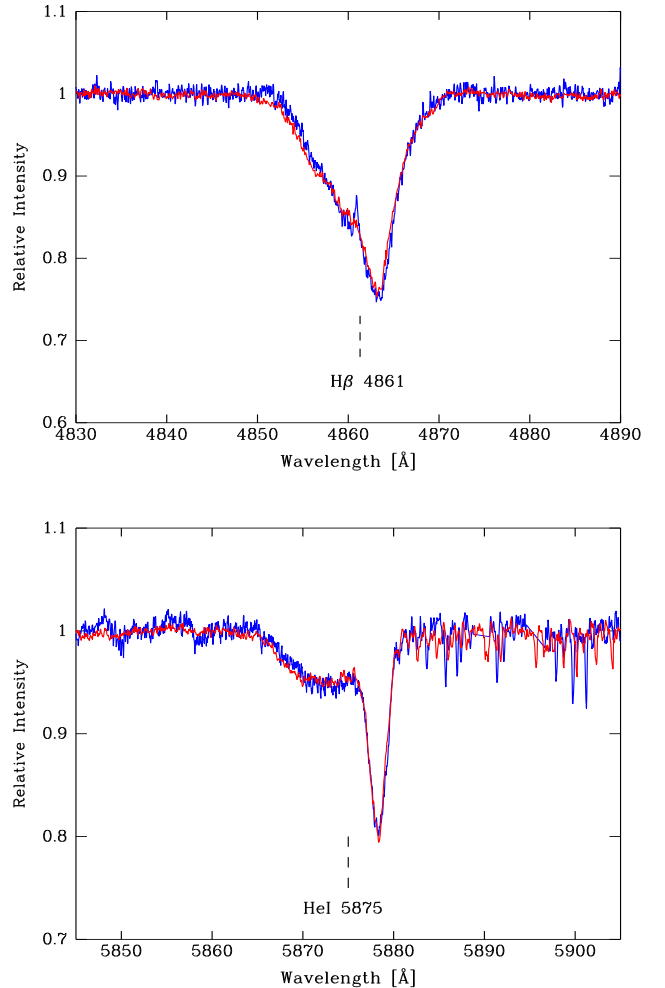 1.1
1
0.9
0.8
0.7
0.6
Relative Intensity
Hβ 4861
4830 4840 4850 4860 4870 4880 4890
Wavelength [Å]
1.1
1
0.9
0.8
0.7
Relative Intensity
HeI 5875
5850 5860 5870 5880 5890 5900
Wavelength [Å]